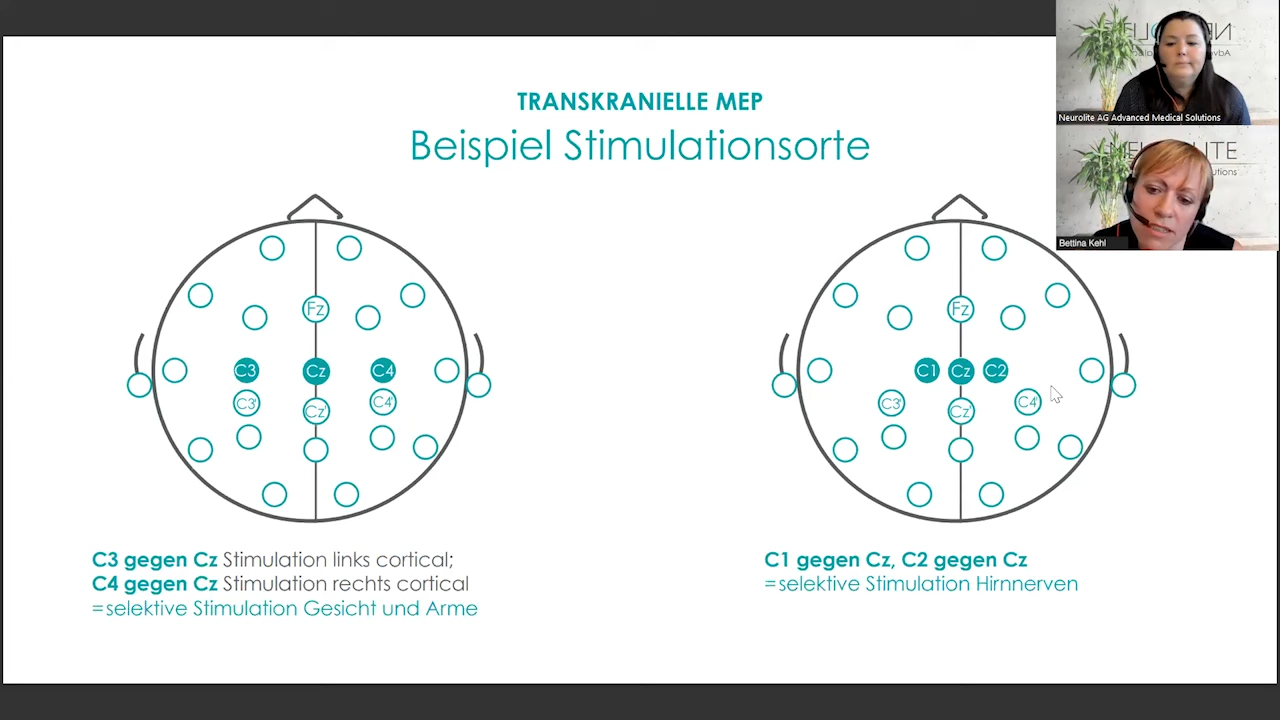 TRANSKRANIELLE MEP
Beispiel Stimulationsorte
Neurolite AG Advanced Medical Solutions
Bettina Kehl
Fz
C3 Cz C4
C3' Cz' C4'
C3 gegen Cz Stimulation links cortical;
C4 gegen Cz Stimulation rechts cortical
= selektive Stimulation Gesicht und Arme
Fz
C1 Cz C2
C3' Cz' C4'
C1 gegen Cz, C2 gegen Cz
= selektive Stimulation Hirnnerven